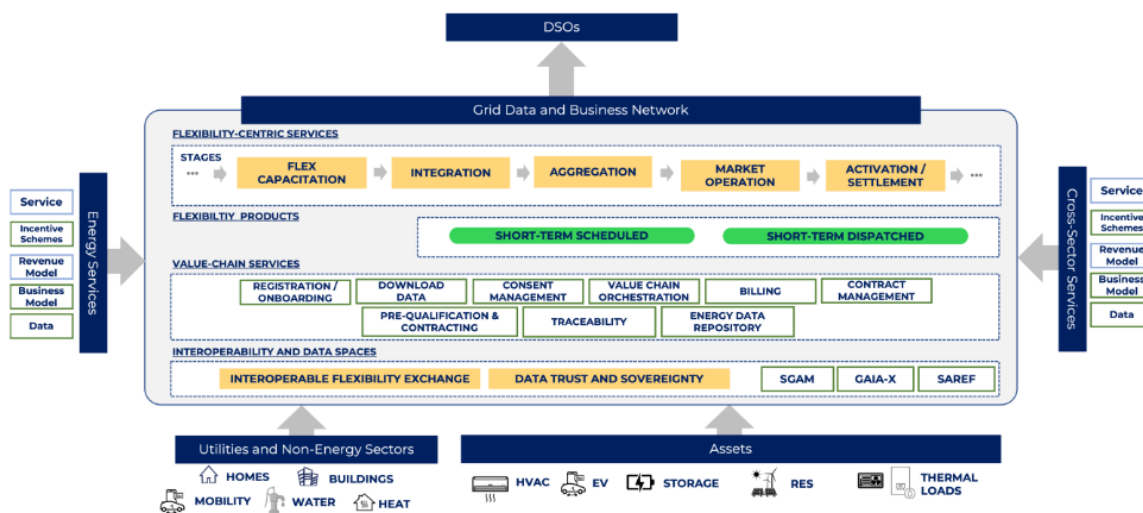 DSOs
Grid Data and Business Network
FLEXIBILITY-CENTRIC SERVICES
STAGES
...
FLEX
CAPACITATION
INTEGRATION
AGGREGATION
MARKET
OPERATION
ACTIVATION /
SETTLEMENT
...
FLEXIBILTIY PRODUCTS
SHORT-TERM SCHEDULED
SHORT-TERM DISPATCHED
VALUE-CHAIN SERVICES
REGISTRATION /
ONBOARDING
DOWNLOAD
DATA
CONSENT
MANAGEMENT
VALUE CHAIN
ORCHESTRATION
BILLING
CONTRACT
MANAGEMENT
PRE-QUALIFICATION &
CONTRACTING
TRACEABILITY
ENERGY DATA
REPOSITORY
INTEROPERABILITY AND DATA SPACES
INTEROPERABLE FLEXIBILITY EXCHANGE
DATA TRUST AND SOVEREIGNTY
SGAM
GAIA-X
SAREF
Service
Incentive
Schemes
Revenue
Model
Business
Model
Data
Energy Services
Cross-Sector Services
Service
Incentive
Schemes
Revenue
Model
Business
Model
Data
Utilities and Non-Energy Sectors
HOMES
BUILDINGS
MOBILITY
WATER
HEAT
Assets
HVAC
EV
STORAGE
RES
THERMAL
LOADS